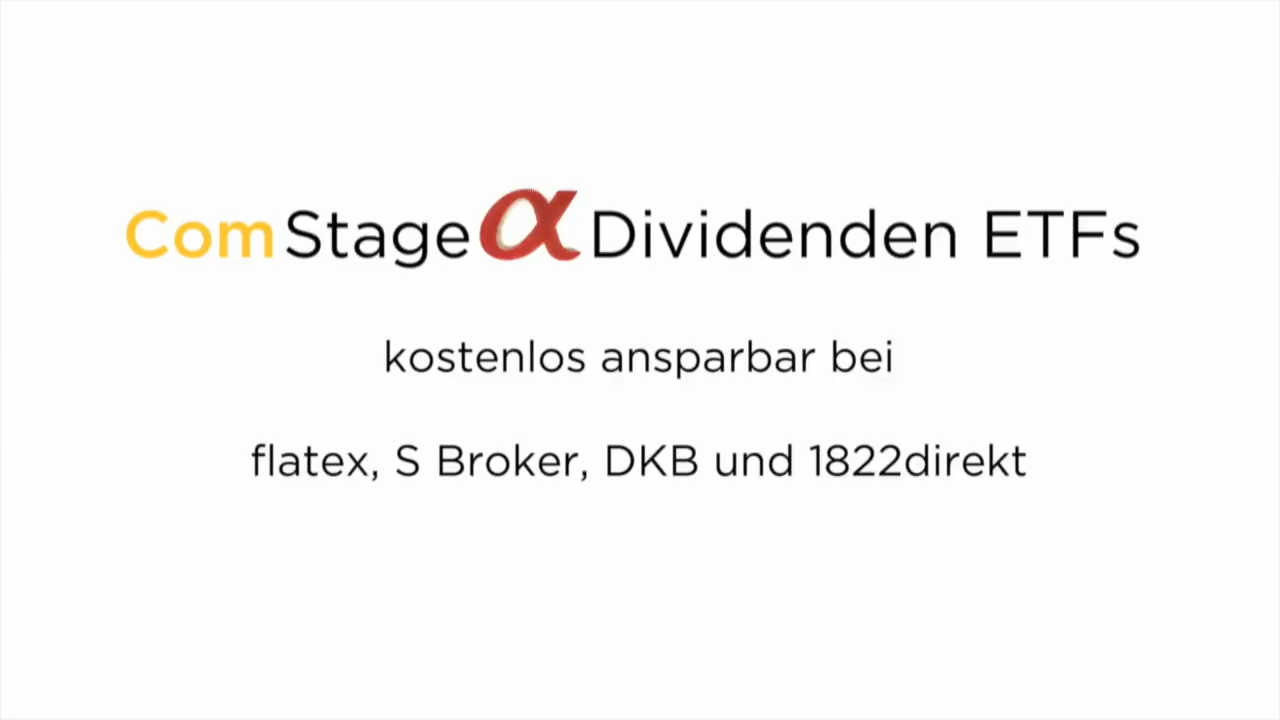 ComStage α Dividenden ETFs
kostenlos ansparbar bei
flatex, S Broker, DKB und 1822direkt